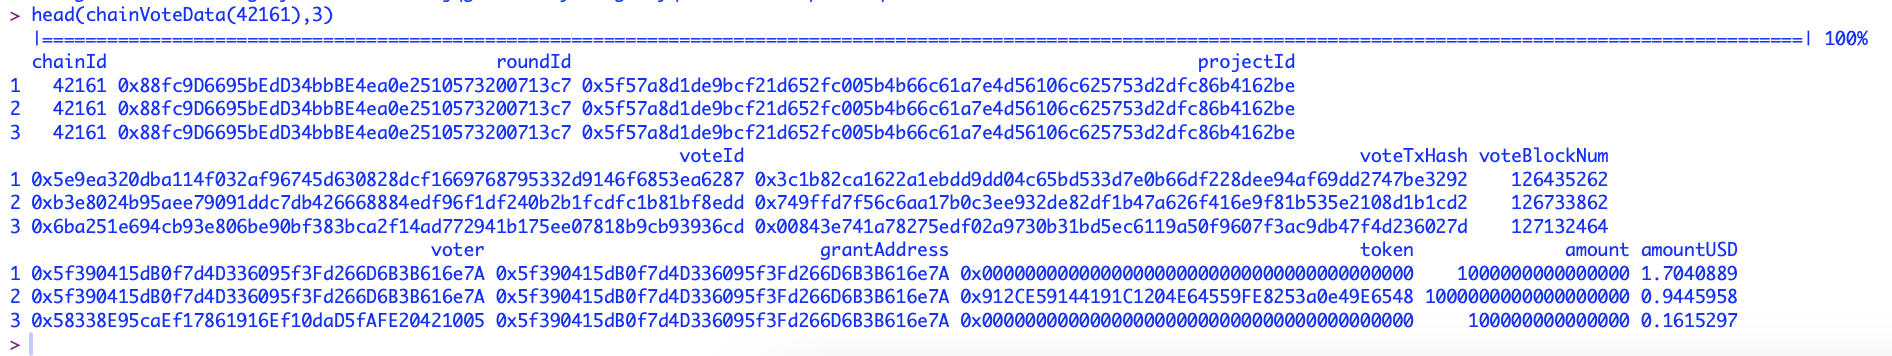 > head(chainVoteData(42161),3)
|====================================================================================================================================================================| 100%
chainId roundId projectId
1 42161 0x88fc9D6695bEdD34bbBE4ea0e2510573200713c7 0x5f57a8d1de9bcf21d652fc005b4b66c61a7e4d56106c625753d2dfc86b4162be
2 42161 0x88fc9D6695bEdD34bbBE4ea0e2510573200713c7 0x5f57a8d1de9bcf21d652fc005b4b66c61a7e4d56106c625753d2dfc86b4162be
3 42161 0x88fc9D6695bEdD34bbBE4ea0e2510573200713c7 0x5f57a8d1de9bcf21d652fc005b4b66c61a7e4d56106c625753d2dfc86b4162be
voteId voteTxHash voteBlockNum
1 0x5e9ea320dba114f032af96745d630828dcf1669768795332d9146f6853ea6287 0x3c1b82ca1622a1ebdd9dd04c65bd533d7e0b66df228dee94af69dd2747be3292 126435262
2 0xb3e8024b95aee79091ddc7db426668884edf96f1df240b2b1fcdfc1b81bf8edd 0x749ffd7f56c6aa17b0c3ee932de82df1b47a626f416e9f81b535e2108d1b1cd2 126733862
3 0x6ba251e694cb93e806be90bf383bca2f14ad772941b175ee07818b9cb93936cd 0x00843e741a78275edf02a9730b31bd5ec6119a50f9607f3ac9db47f4d236027d 127132464
voter grantAddress token amount amountUSD
1 0x5f390415dB0f7d4D336095f3Fd266D6B3B616e7A 0x5f390415dB0f7d4D336095f3Fd266D6B3B616e7A 0x0000000000000000000000000000000000000000 1000000000000000 1.7040889
2 0x5f390415dB0f7d4D336095f3Fd266D6B3B616e7A 0x5f390415dB0f7d4D336095f3Fd266D6B3B616e7A 0x912CE59144191C1204E64559FE8253a0e49E6548 1000000000000000000 0.9445958
3 0x58338E95caEf17861916Ef10daD5fAFE20421005 0x5f390415dB0f7d4D336095f3Fd266D6B3B616e7A 0x0000000000000000000000000000000000000000 100000000000000 0.1615297
>